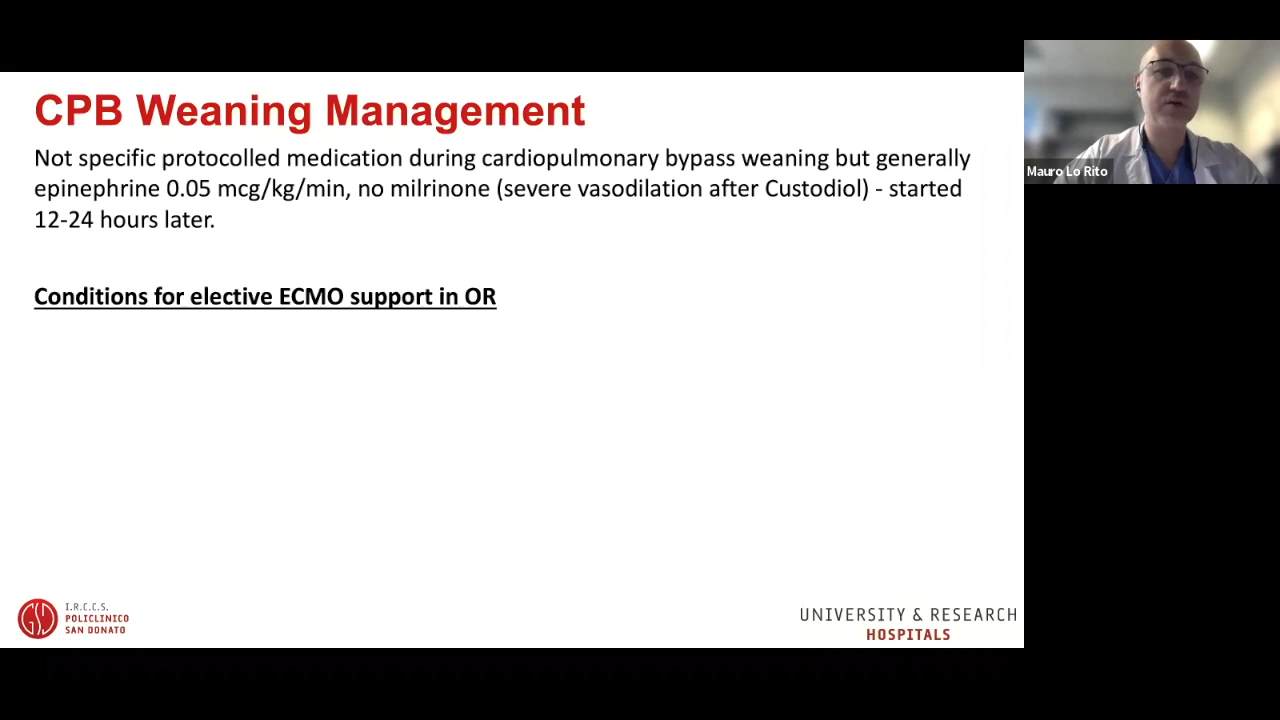 CPB Weaning Management
Not specific protocolled medication during cardiopulmonary bypass weaning but generally
epinephrine 0.05 mcg/kg/min, no milrinone (severe vasodilation after Custodiol) - started
12-24 hours later.
Conditions for elective ECMO support in OR
Mauro Lo Rito
GSD
I.R.C.C.S.
POLICLINICO
SAN DONATO
UNIVERSITY & RESEARCH
HOSPITALS